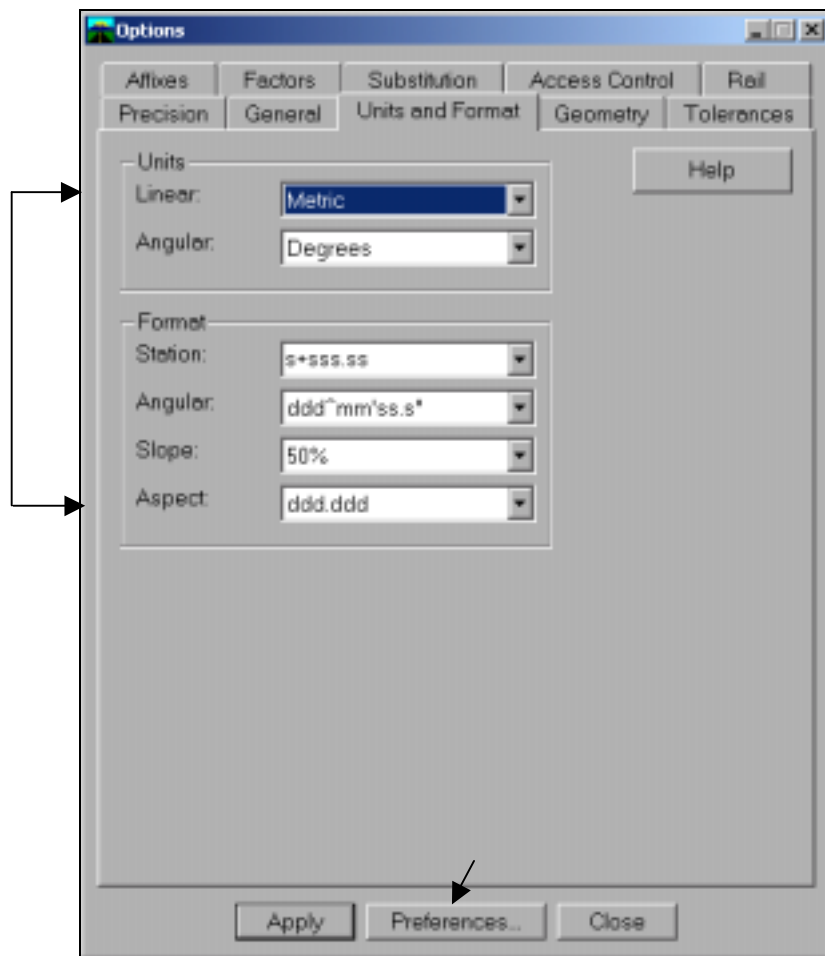 Options
Affixes Factors Substitution Access Control Rail
Precision General Units and Format Geometry Tolerances
Units
Help
Linear: Metric
Angular: Degrees
Format
Station: s+sss.ss
Angular: ddd^mm'ss.s"
Slope: 50%
Aspect: ddd.ddd
Apply Preferences... Close